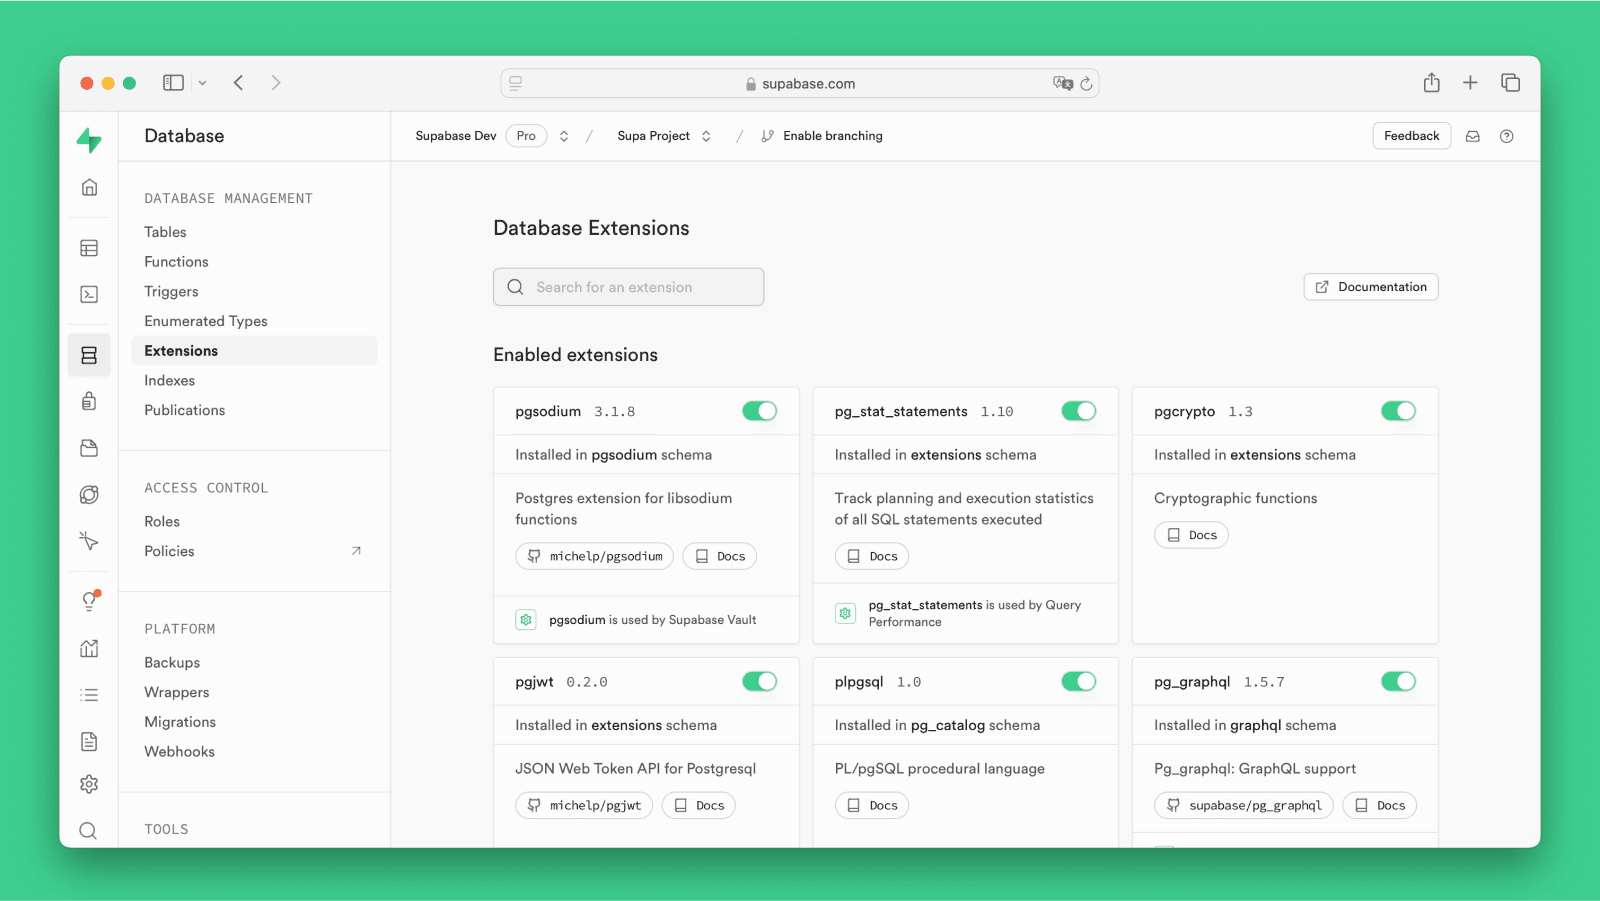 supabase.com
Database
Supabase Dev Pro / Supa Project / Enable branching
Feedback
DATABASE MANAGEMENT
Tables
Functions
Triggers
Enumerated Types
Extensions
Indexes
Publications
ACCESS CONTROL
Roles
Policies
PLATFORM
Backups
Wrappers
Migrations
Webhooks
TOOLS
Database Extensions
Search for an extension
Documentation
Enabled extensions
pgsodium 3.1.8
Installed in pgsodium schema
Postgres extension for libsodium
functions
michelp/pgsodium Docs
pgsodium is used by Supabase Vault
pg_stat_statements 1.10
Installed in extensions schema
Track planning and execution statistics
of all SQL statements executed
Docs
pg_stat_statements is used by Query
Performance
pgcrypto 1.3
Installed in extensions schema
Cryptographic functions
Docs
pgjwt 0.2.0
Installed in extensions schema
JSON Web Token API for Postgresql
michelp/pgjwt Docs
plpgsql 1.0
Installed in pg_catalog schema
PL/pgSQL procedural language
Docs
pg_graphql 1.5.7
Installed in graphql schema
Pg_graphql: GraphQL support
supabase/pg_graphql Docs